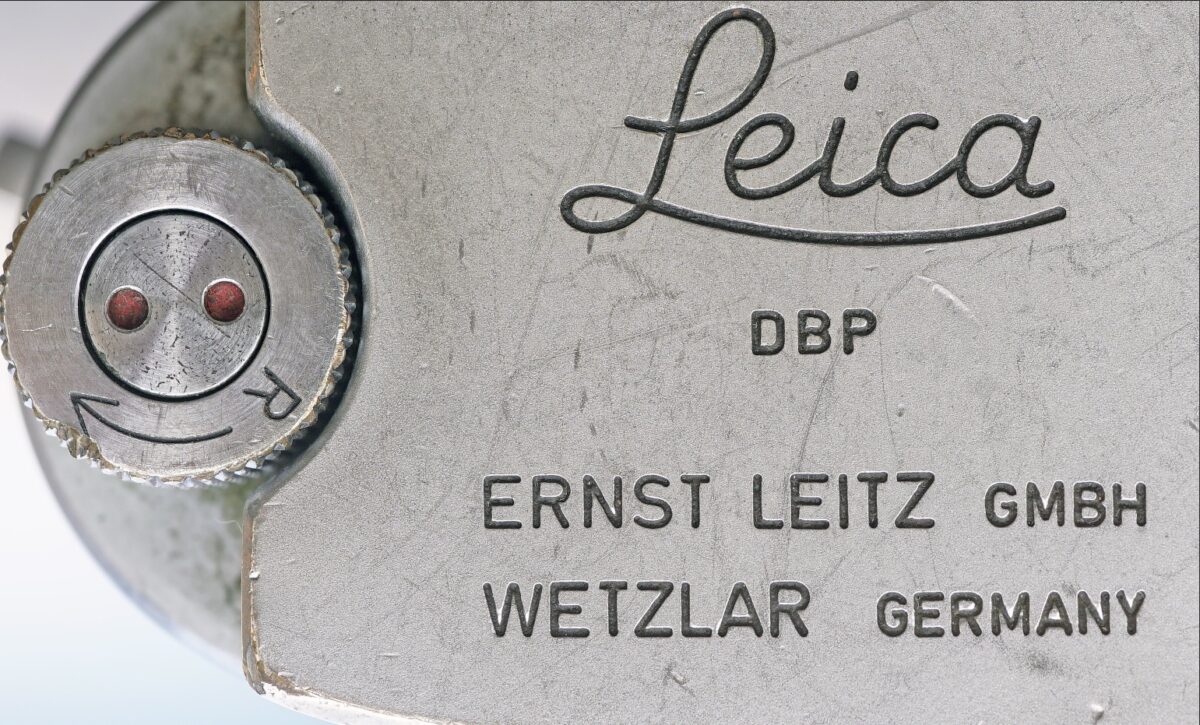 Leica
DBP
R
ERNST LEITZ GMBH
WETZLAR GERMANY